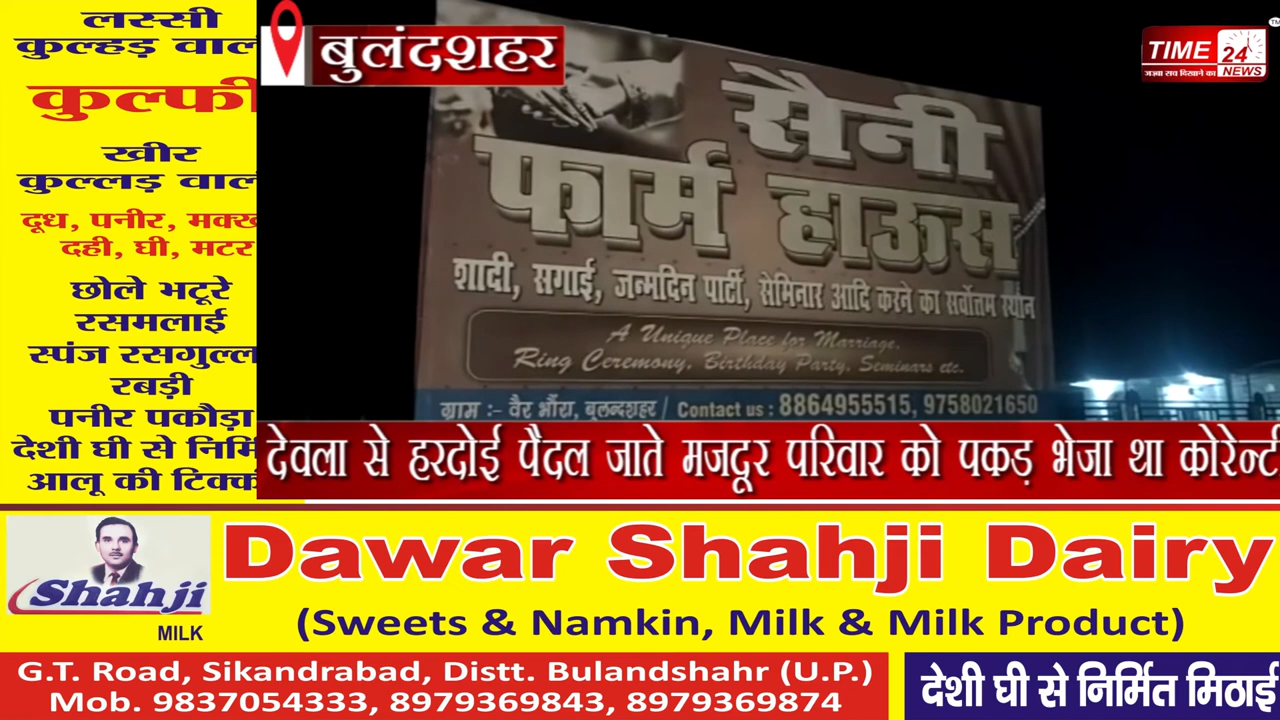 लस्सी
कुल्हड़ वाल
कुल्फी
खीर
कुल्लड़ वाल
दूध, पनीर, मक्ख
दही, घी, मटर
छोले भटूरे
रसमलाई
स्पंज रसगुल्ल
रबड़ी
पनीर पकौड़ा
देशी घी से निर्मि
आलू की टिक्क
बुलंदशहर
TIME 24 NEWS
जज़्बा सच दिखाने का
TM
सैनी
फार्म हाऊस
शादी, सगाई, जन्मदिन पार्टी, सेमिनार आदि करने का सर्वोत्तम स्थान
A Unique Place for Marriage,
Ring Ceremony, Birthday Party, Seminars etc.
ग्राम :- वैर भौंरा, बुलन्दशहर / Contact us : 8864955515, 9758021650
देवला से हरदोई पैदल जाते मजदूर परिवार को पकड़ भेजा था कोरेन्टी
Shahji
MILK
Dawar Shahji Dairy
(Sweets & Namkin, Milk & Milk Product)
G.T. Road, Sikandrabad, Distt. Bulandshahr (U.P.)
Mob. 9837054333, 8979369843, 8979369874
देशी घी से निर्मित मिठाई